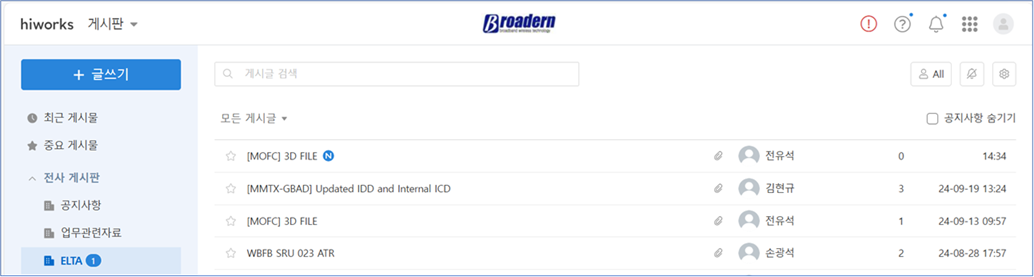 hiworks 게시판
Broadern
broadband wireless technology
+ 글쓰기
게시글 검색
All
최근 게시물
중요 게시물
전사 게시판
공지사항
업무관련자료
ELTA 1
모든 게시글
공지사항 숨기기
[MOFC] 3D FILE N 전유석 0 14:34
[MMTX-GBAD] Updated IDD and Internal ICD 김현규 3 24-09-19 13:24
[MOFC] 3D FILE 전유석 1 24-09-13 09:57
WBFB SRU 023 ATR 손광석 2 24-08-28 17:57